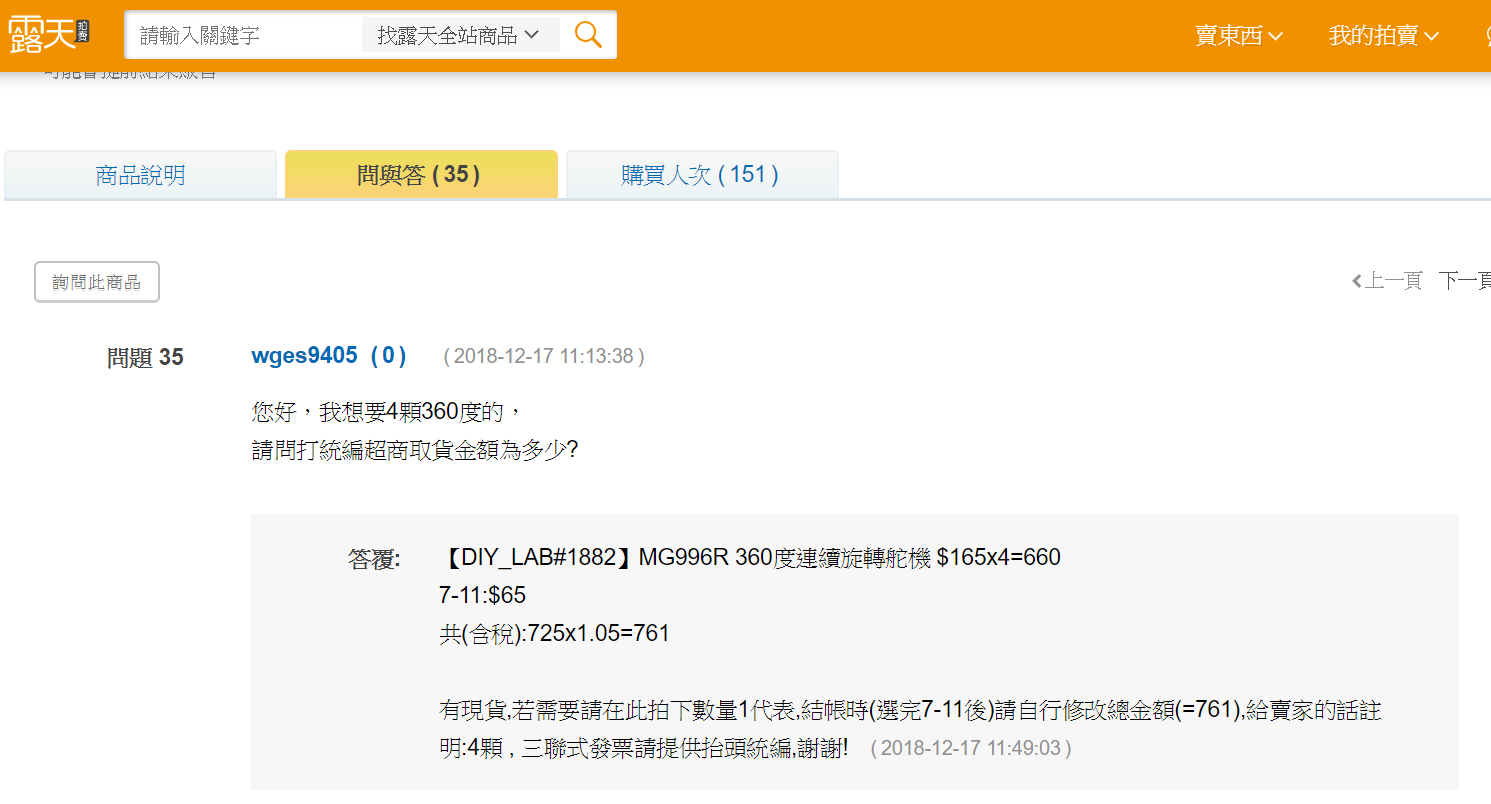 露天拍賣 請輸入關鍵字 找露天全站商品 賣東西 我的拍賣
商品說明 問與答 ( 35 ) 購買人次 ( 151 )
詢問此商品 上一頁 下一頁
問題 35 wges9405 ( 0 ) ( 2018-12-17 11:13:38 )
您好，我想要4顆360度的，
請問打統編超商取貨金額為多少?
答覆: 【DIY_LAB#1882】MG996R 360度連續旋轉舵機 $165x4=660
7-11:$65
共(含稅):725x1.05=761
有現貨,若需要請在此拍下數量1代表,結帳時(選完7-11後)請自行修改總金額(=761),給賣家的話註
明:4顆 , 三聯式發票請提供抬頭統編,謝謝! ( 2018-12-17 11:49:03 )